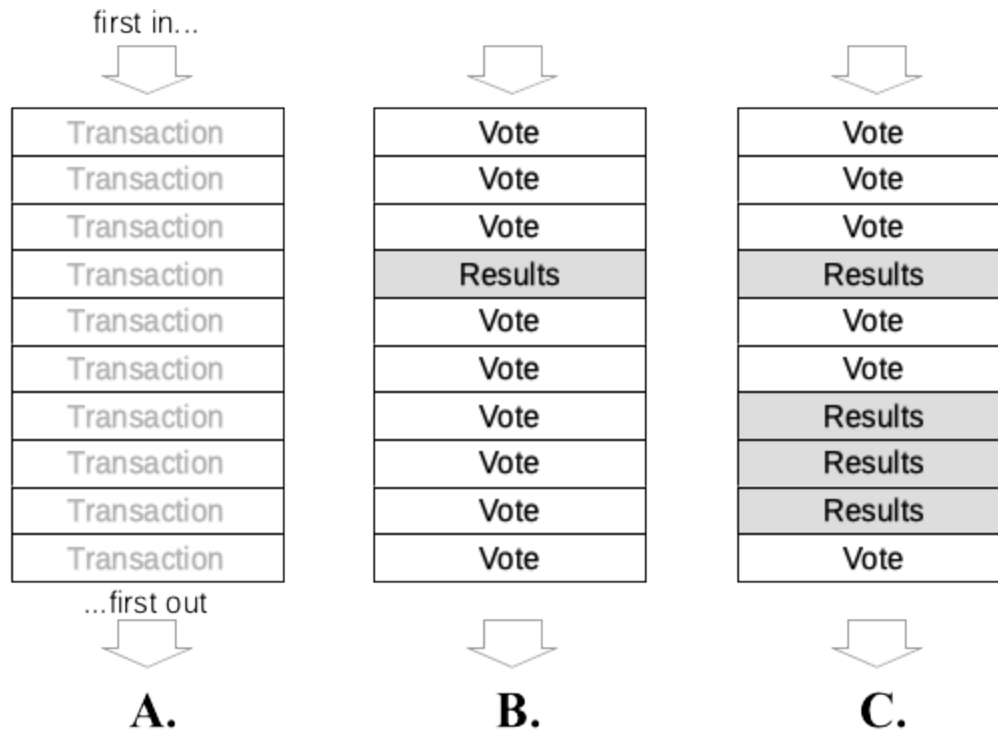 first in...
Transaction Vote Vote
Transaction Vote Vote
Transaction Vote Vote
Transaction Results Results
Transaction Vote Vote
Transaction Vote Vote
Transaction Vote Results
Transaction Vote Results
Transaction Vote Results
Transaction Vote Vote
...first out
A. B. C.